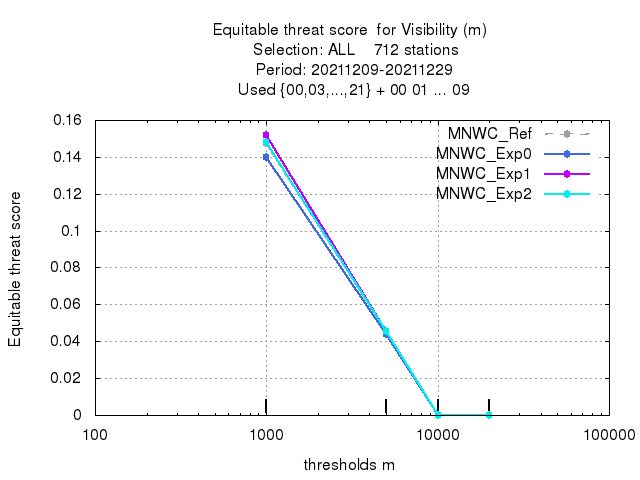 Equitable threat score  for Visibility (m)
Selection: ALL    712 stations
Period: 20211209-20211229
Used {00,03,...,21} + 00 01 ... 09
MNWC_Ref
MNWC_Exp0
MNWC_Exp1
MNWC_Exp2
Equitable threat score
0.16
0.14
0.12
0.1
0.08
0.06
0.04
0.02
0
100
1000
10000
100000
thresholds m